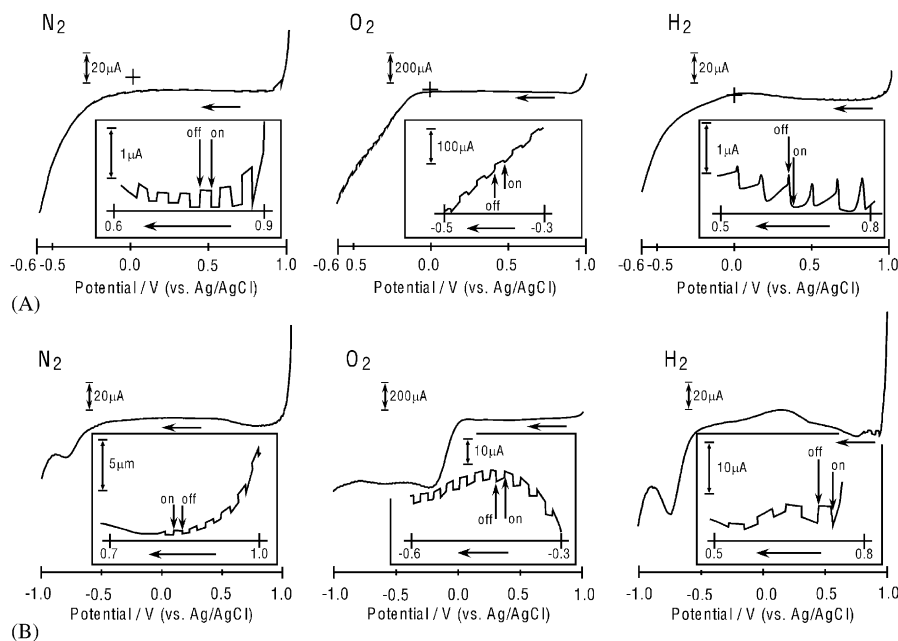 N2 O2 H2
20μA 200μA 20μA
off on
1μA
0.6 0.9
100μA
on
off
-0.5 -0.3
off
on
1μA
0.5 0.8
-0.6 -0.5 0.0 0.5 1.0
-0.6 0.5 0.0 0.5 1.0
-0.6 -0.5 0.0 0.5 1.0
Potential / V (vs. Ag/AgCl) Potential / V (vs. Ag/AgCl) Potential / V (vs. Ag/AgCl)
(A)
N2 O2 H2
20μA 200μA 20μA
5μm
on off
0.7 1.0
10μA
off on
-0.6 -0.3
off
on
10μA
0.5 0.8
-1.0 -0.5 0.0 0.5 1.0
-1.0 -0.5 0.0 0.5 1.0
-1.0 -0.5 0.0 0.5 1.0
Potential / V (vs. Ag/AgCl) Potential / V (vs. Ag/AgCl) Potential / V (vs. Ag/AgCl)
(B)